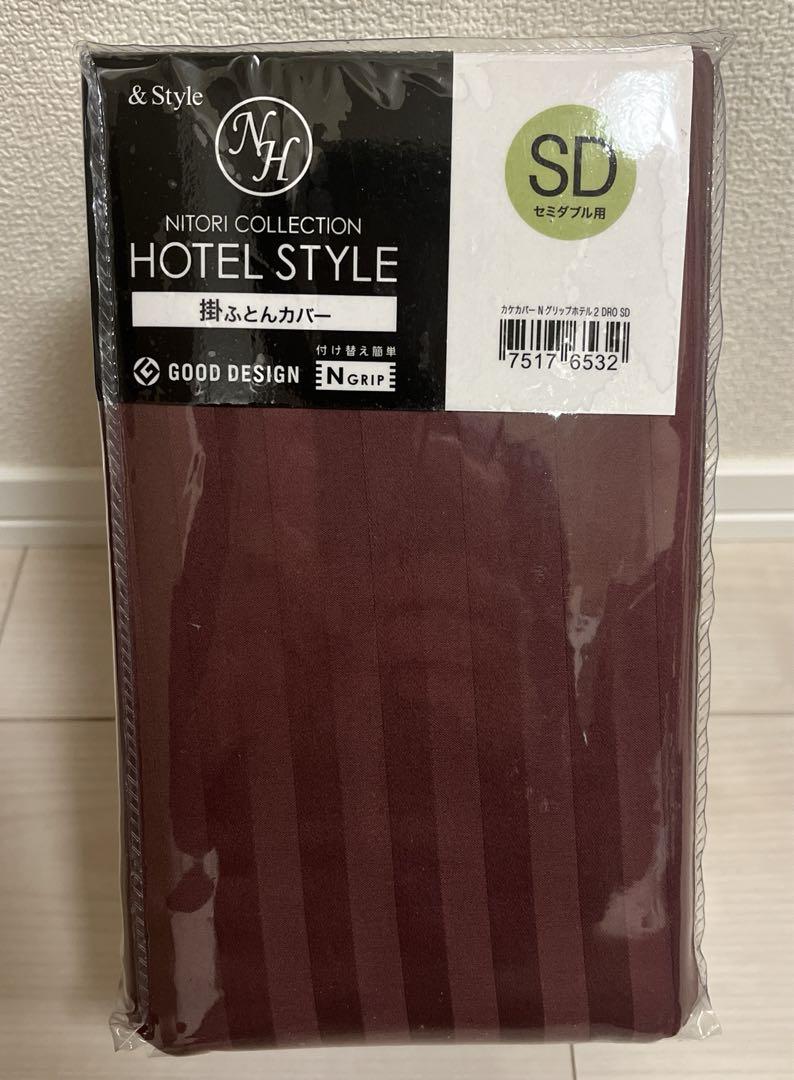 & Style
NH
NITORI COLLECTION
HOTEL STYLE
掛ふとんカバー
付け替え簡単
GOOD DESIGN
N GRIP
SD
セミダブル用
カケカバー N グリップホテル 2 DRO SD
7517 6532